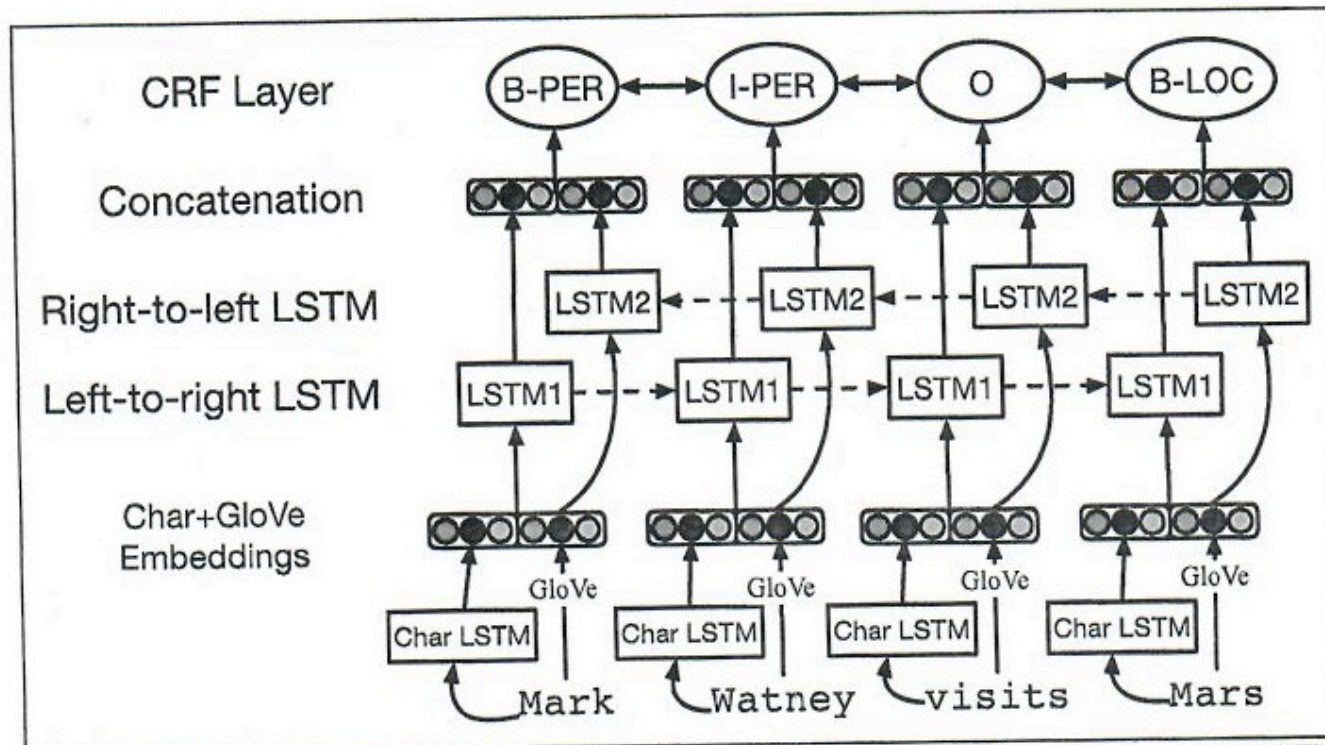 CRF Layer B-PER I-PER O B-LOC
Concatenation
Right-to-left LSTM LSTM2 LSTM2 LSTM2 LSTM2
Left-to-right LSTM LSTM1 LSTM1 LSTM1 LSTM1
Char+GloVe
Embeddings
GloVe GloVe GloVe GloVe
Char LSTM Char LSTM Char LSTM Char LSTM
Mark Watney visits Mars